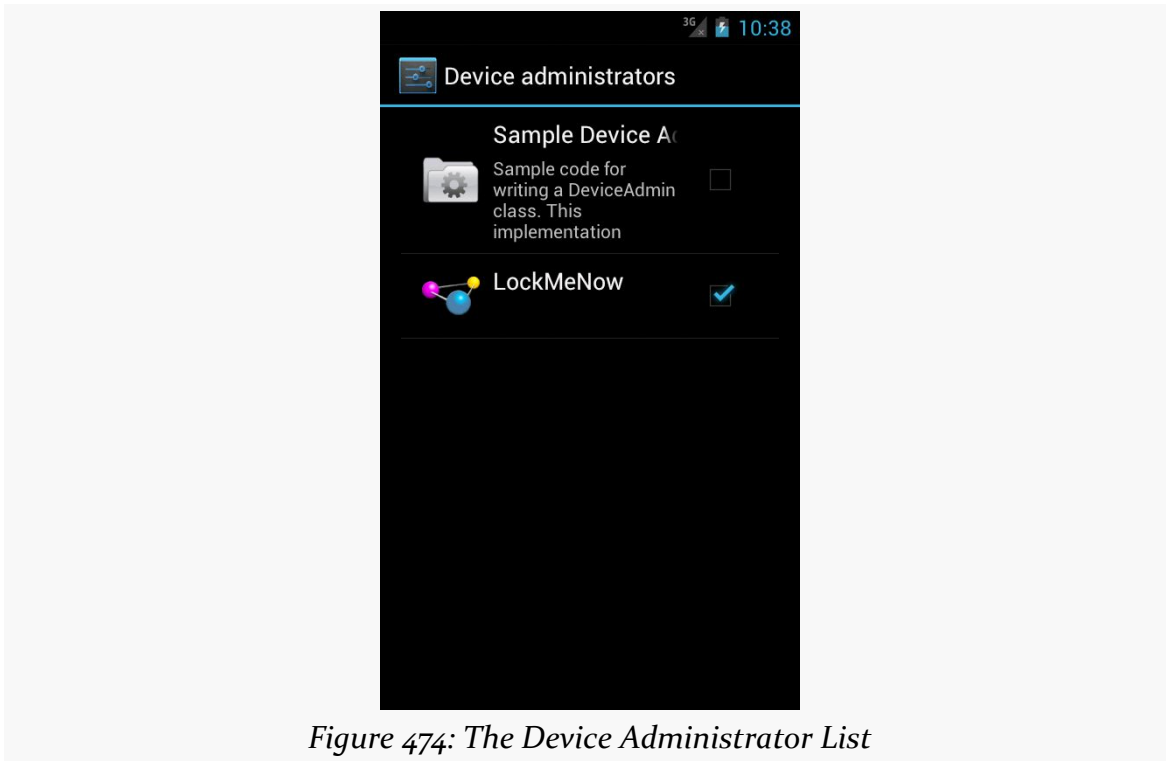 3G
10:38
Device administrators
Sample Device A
Sample code for
writing a DeviceAdmin
class. This
implementation
LockMeNow
Figure 474: The Device Administrator List